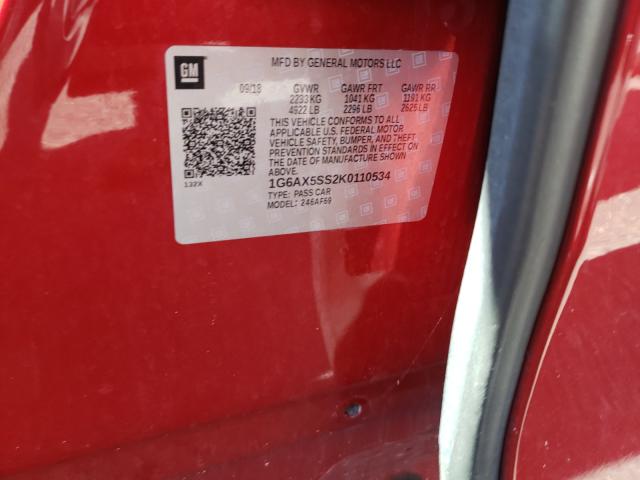 GM
MFD BY GENERAL MOTORS LLC
09/18 GVWR GAWR FRT GAWR RR
2233 KG 1041 KG 1191 KG
4922 LB 2296 LB 2625 LB
THIS VEHICLE CONFORMS TO ALL
APPLICABLE U.S. FEDERAL MOTOR
VEHICLE SAFETY, BUMPER, AND THEFT
PREVENTION STANDARDS IN EFFECT ON
THE DATE OF MANUFACTURE SHOWN
ABOVE.
132X
1G6AX5SS2K0110534
TYPE: PASS CAR
MODEL: 246AF69